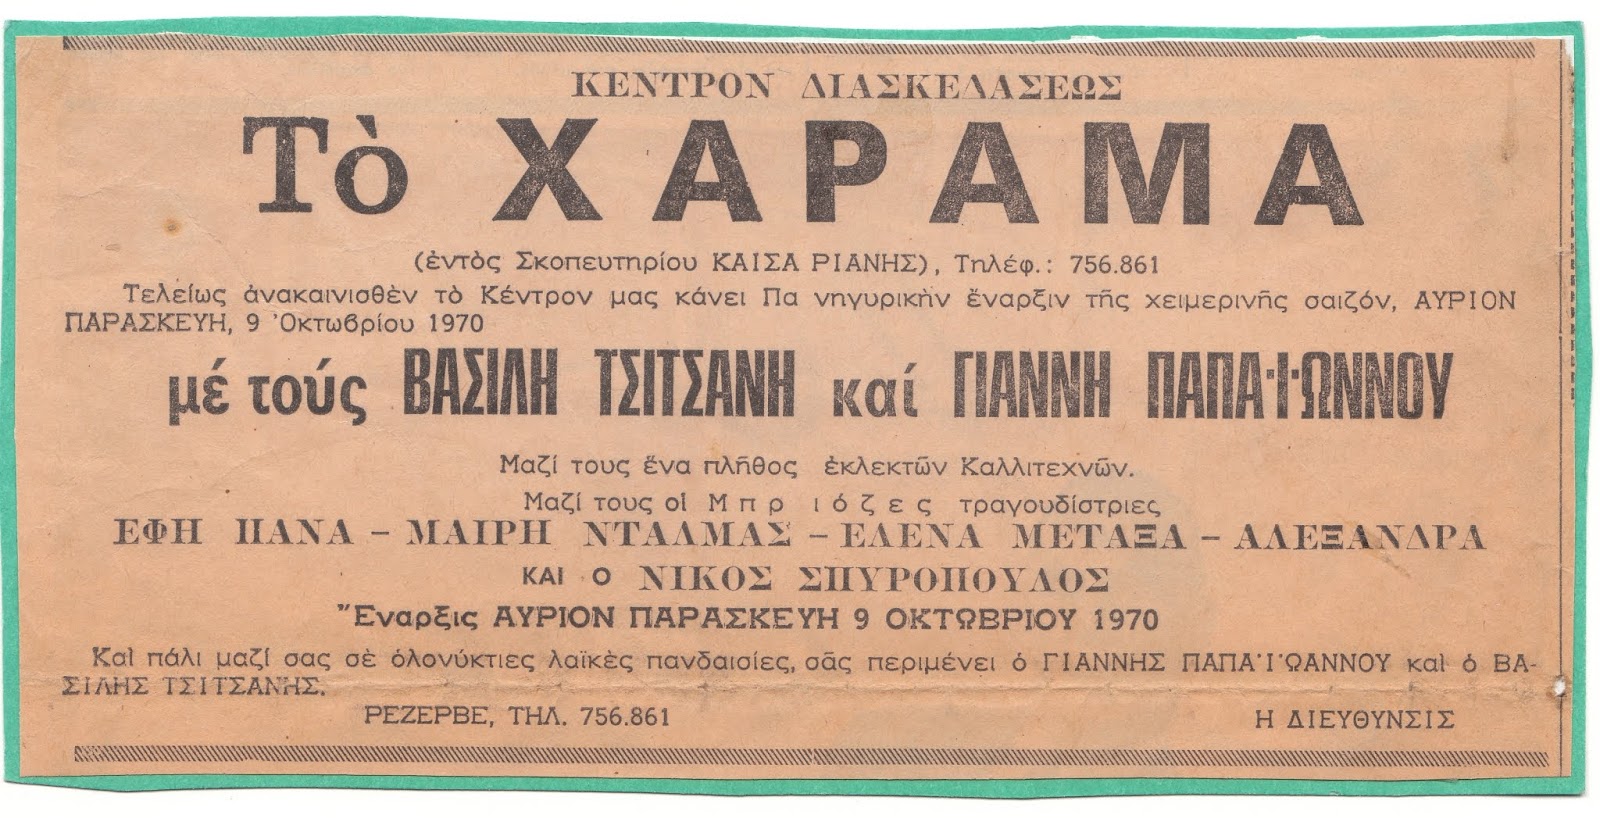 ΚΕΝΤΡΟΝ ΔΙΑΣΚΕΔΑΣΕΩΣ
Τὸ ΧΑΡΑΜΑ
(ἐντὸς Σκοπευτηρίου ΚΑΙΣΑ ΡΙΑΝΗΣ), Τηλέφ.: 756.861
Τελείως ἀνακαινισθὲν τὸ Κέντρον μας κάνει Πα νηγυρικὴν ἔναρξιν τῆς χειμερινῆς σαιζόν, ΑΥΡΙΟΝ
ΠΑΡΑΣΚΕΥΗ, 9 Ὀκτωβρίου 1970
μέ τούς ΒΑΣΙΛΗ ΤΣΙΤΣΑΝΗ καί ΓΙΑΝΝΗ ΠΑΠΑ·Ι·ΩΝΝΟΥ
Μαζί τους ἕνα πλῆθος ἐκλεκτῶν Καλλιτεχνῶν.
Μαζί τους οἱ Μπρ ιόζες τραγουδίστριες
ΕΦΗ ΠΑΝΑ – ΜΑΙΡΗ ΝΤΑΛΜΑΣ – ΕΛΕΝΑ ΜΕΤΑΞΑ – ΑΛΕΞΑΝΔΡΑ
ΚΑΙ Ο ΝΙΚΟΣ ΣΠΥΡΟΠΟΥΛΟΣ
Ἔναρξις ΑΥΡΙΟΝ ΠΑΡΑΣΚΕΥΗ 9 ΟΚΤΩΒΡΙΟΥ 1970
Καὶ πάλι μαζί σας σὲ ὁλονύκτιες λαϊκὲς πανδαισίες, σᾶς περιμένει ὁ ΓΙΑΝΝΗΣ ΠΑΠΑ·Ι·ΩΑΝΝΟΥ καὶ ὁ ΒΑ-
ΣΙΛΗΣ ΤΣΙΤΣΑΝΗΣ.
ΡΕΖΕΡΒΕ, ΤΗΛ. 756.861 Η ΔΙΕΥΘΥΝΣΙΣ